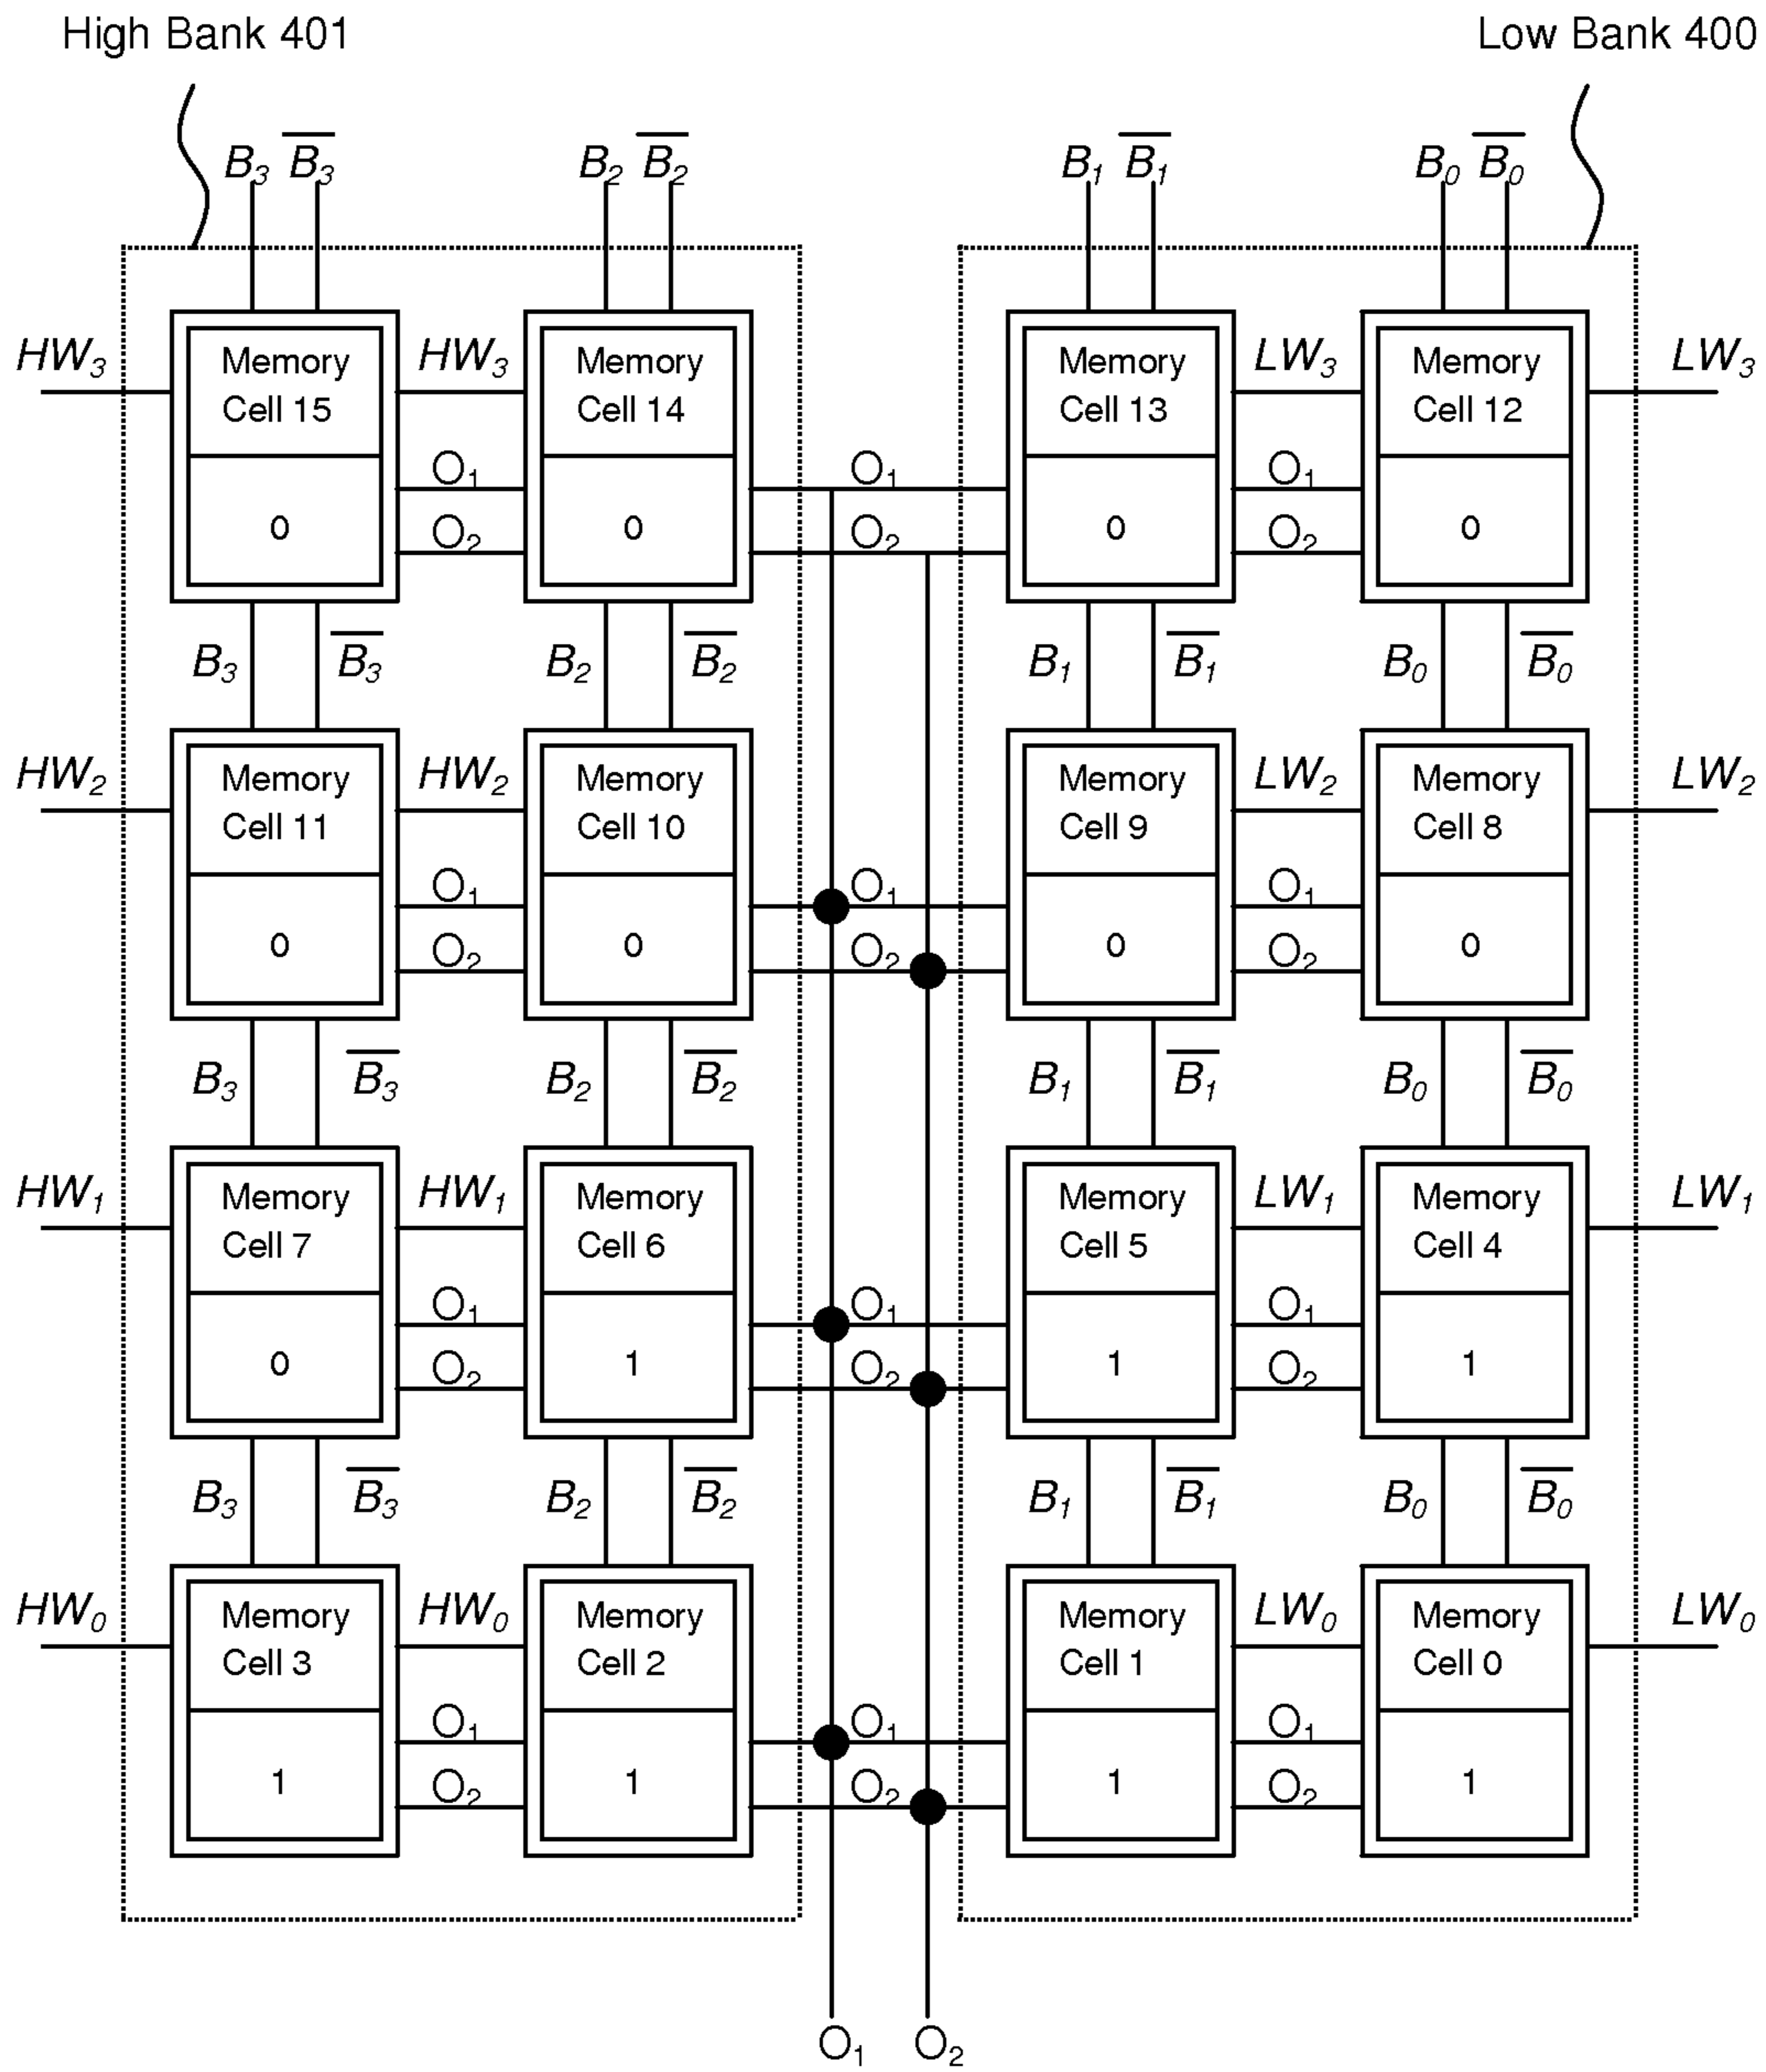 High Bank 401 Low Bank 400
B₃ B̅₃ B₂ B̅₂ B₁ B̅₁ B₀ B̅₀
HW₃ Memory HW₃ Memory Memory LW₃ Memory LW₃
Cell 15 Cell 14 Cell 13 Cell 12
O₁ O₁ O₁
0 O₂ 0 O₂ 0 O₂ 0
B₃ B̅₃ B₂ B̅₂ B₁ B̅₁ B₀ B̅₀
HW₂ Memory HW₂ Memory Memory LW₂ Memory LW₂
Cell 11 Cell 10 Cell 9 Cell 8
O₁ O₁ O₁
0 O₂ 0 O₂ 0 O₂ 0
B₃ B̅₃ B₂ B̅₂ B₁ B̅₁ B₀ B̅₀
HW₁ Memory HW₁ Memory Memory LW₁ Memory LW₁
Cell 7 Cell 6 Cell 5 Cell 4
O₁ O₁ O₁
0 O₂ 1 O₂ 1 O₂ 1
B₃ B̅₃ B₂ B̅₂ B₁ B̅₁ B₀ B̅₀
HW₀ Memory HW₀ Memory Memory LW₀ Memory LW₀
Cell 3 Cell 2 Cell 1 Cell 0
O₁ O₁ O₁
1 O₂ 1 O₂ 1 O₂ 1
O₁ O₂